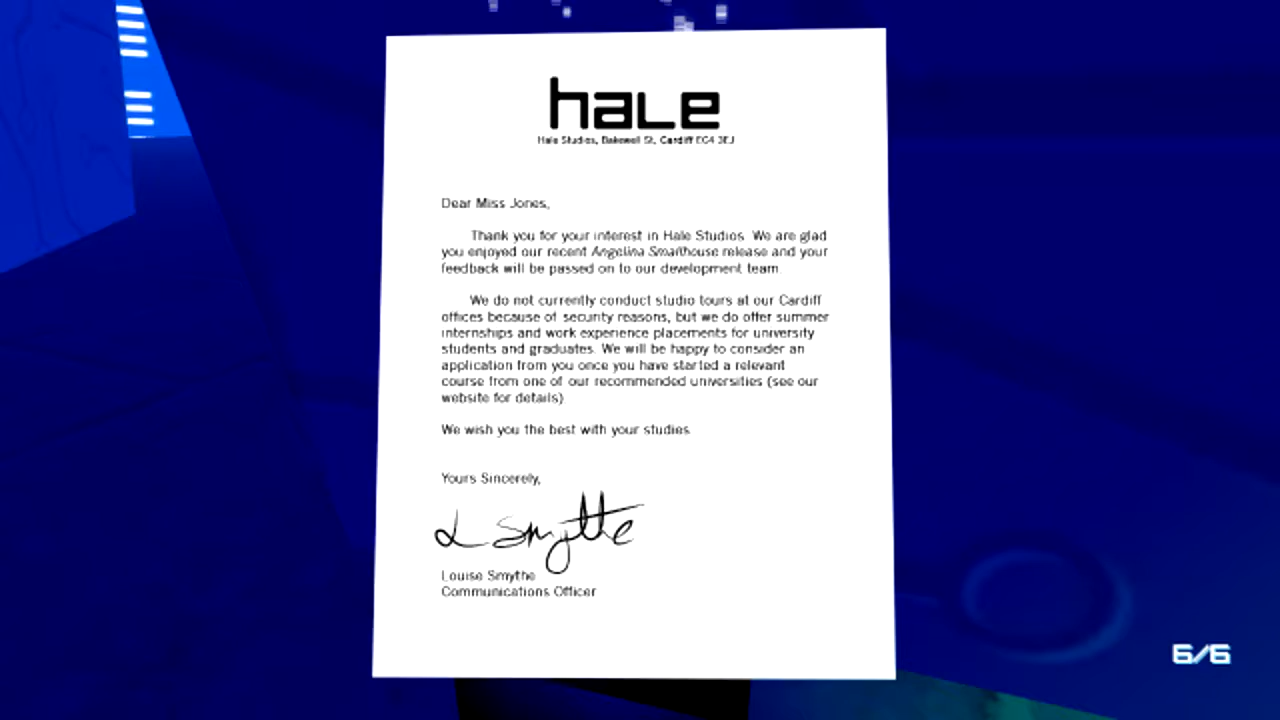 hale
Hale Studios, Bakewell St, Cardiff EC4 3EJ
Dear Miss Jones,
Thank you for your interest in Hale Studios. We are glad
you enjoyed our recent Angelina Smallhouse release and your
feedback will be passed on to our development team.
We do not currently conduct studio tours at our Cardiff
offices because of security reasons, but we do offer summer
internships and work experience placements for university
students and graduates. We will be happy to consider an
application from you once you have started a relevant
course from one of our recommended universities (see our
website for details)
We wish you the best with your studies.
Yours Sincerely,
L Smythe
Louise Smythe
Communications Officer
6/6